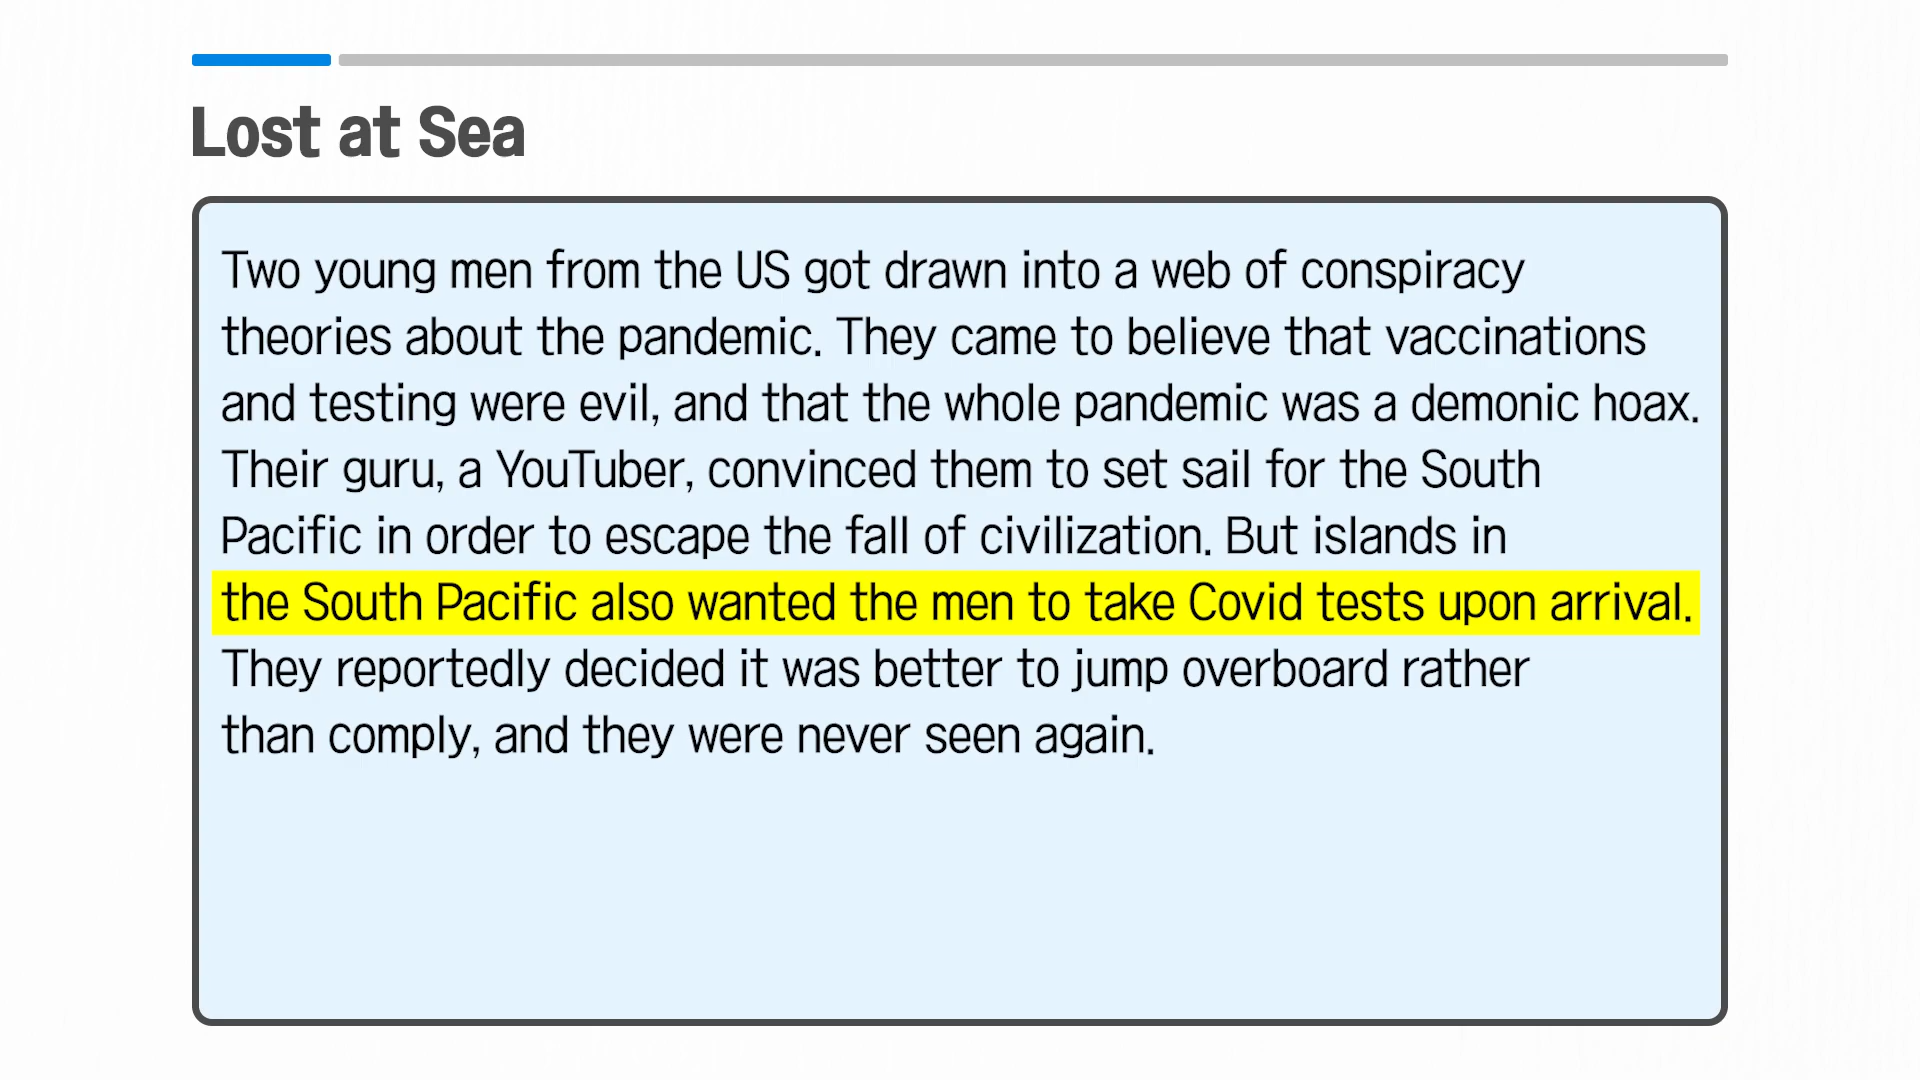 Lost at Sea
Two young men from the US got drawn into a web of conspiracy
theories about the pandemic. They came to believe that vaccinations
and testing were evil, and that the whole pandemic was a demonic hoax.
Their guru, a YouTuber, convinced them to set sail for the South
Pacific in order to escape the fall of civilization. But islands in
the South Pacific also wanted the men to take Covid tests upon arrival.
They reportedly decided it was better to jump overboard rather
than comply, and they were never seen again.